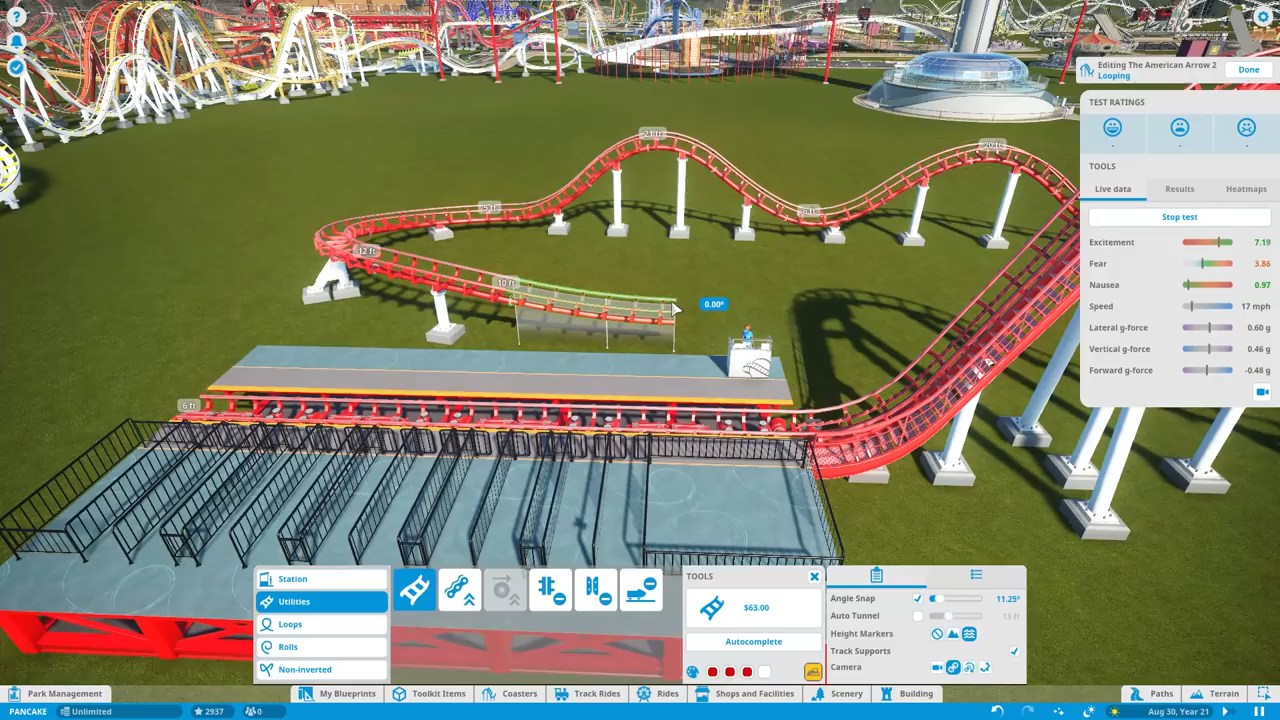 Editing The American Arrow 2
Looping
Done
TEST RATINGS
-
-
-
TOOLS
Live data
Results
Heatmaps
Stop test
Excitement
7.19
Fear
3.86
Nausea
0.97
Speed
17 mph
Lateral g-force
0.60 g
Vertical g-force
0.46 g
Forward g-force
-0.48 g
?
21 ft
20 ft
5 ft
6 ft
12 ft
10 ft
0.00°
6 ft
Station
Utilities
Loops
Rolls
Non-inverted
TOOLS
$63.00
Autocomplete
Angle Snap
11.25°
Auto Tunnel
13 ft
Height Markers
Track Supports
Camera
Park Management
My Blueprints
Toolkit Items
Coasters
Track Rides
Rides
Shops and Facilities
Scenery
Building
Paths
Terrain
PANCAKE
Unlimited
2937
0
Aug 30, Year 21